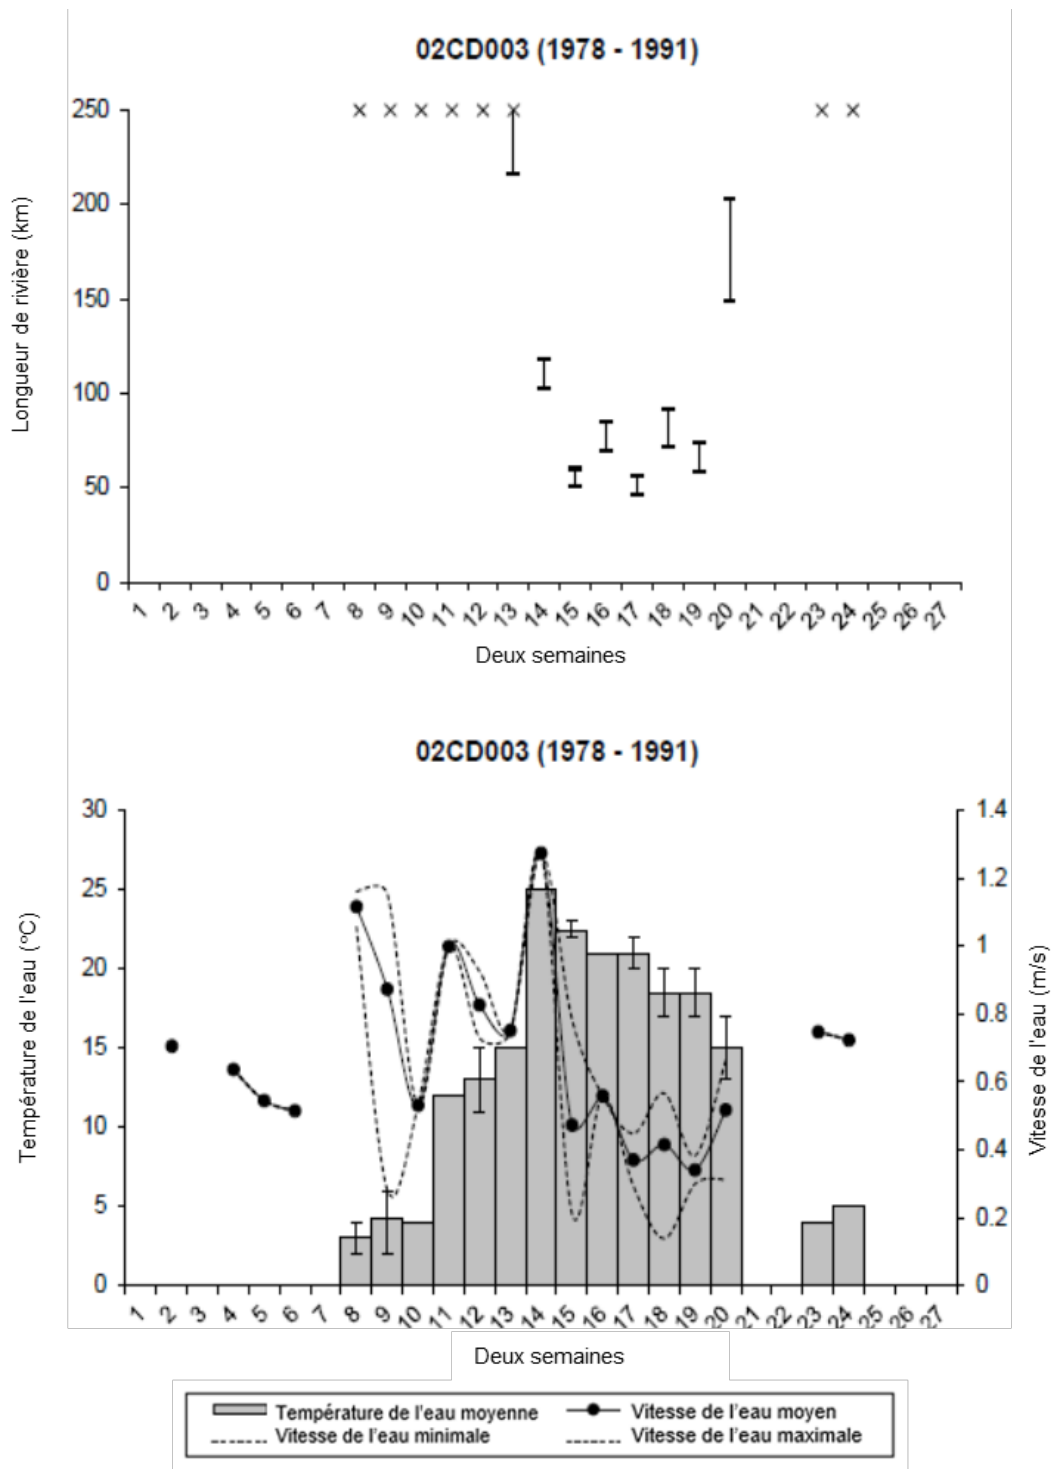 02CD003 (1978 - 1991)
Longueur de rivière (km)
250
200
150
100
50
0
1 2 3 4 5 6 7 8 9 10 11 12 13 14 15 16 17 18 19 20 21 22 23 24 25 26 27
Deux semaines
02CD003 (1978 - 1991)
Température de l'eau (°C)
30
25
20
15
10
5
0
1.4
1.2
1
0.8
0.6
0.4
0.2
0
Vitesse de l'eau (m/s)
1 2 3 4 5 6 7 8 9 10 11 12 13 14 15 16 17 18 19 20 21 22 23 24 25 26 27
Deux semaines
Température de l'eau moyenne
Vitesse de l'eau moyen
Vitesse de l'eau minimale
Vitesse de l'eau maximale